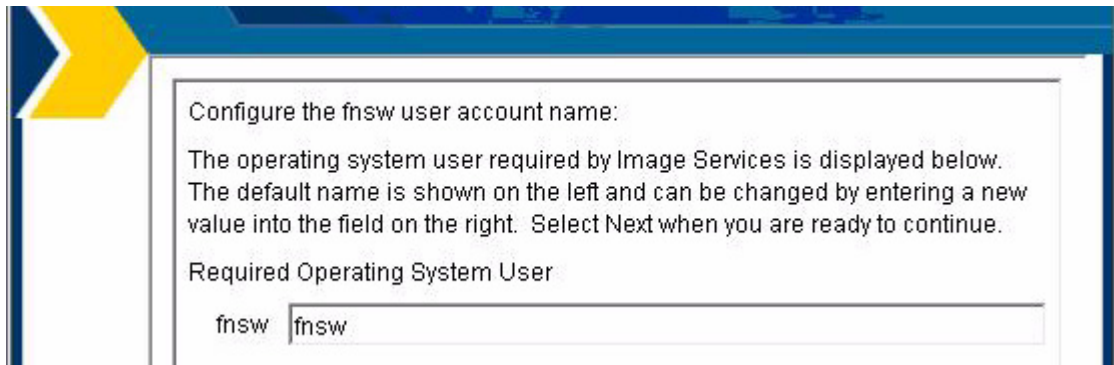 Configure the fnsw user account name:
The operating system user required by Image Services is displayed below.
The default name is shown on the left and can be changed by entering a new
value into the field on the right.  Select Next when you are ready to continue.
Required Operating System User
fnsw fnsw